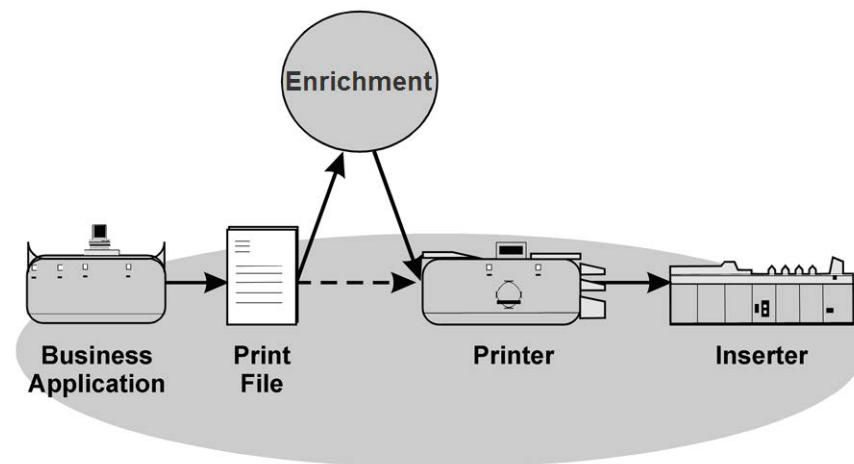 Enrichment
Business
Application
Print
File
Printer
Inserter